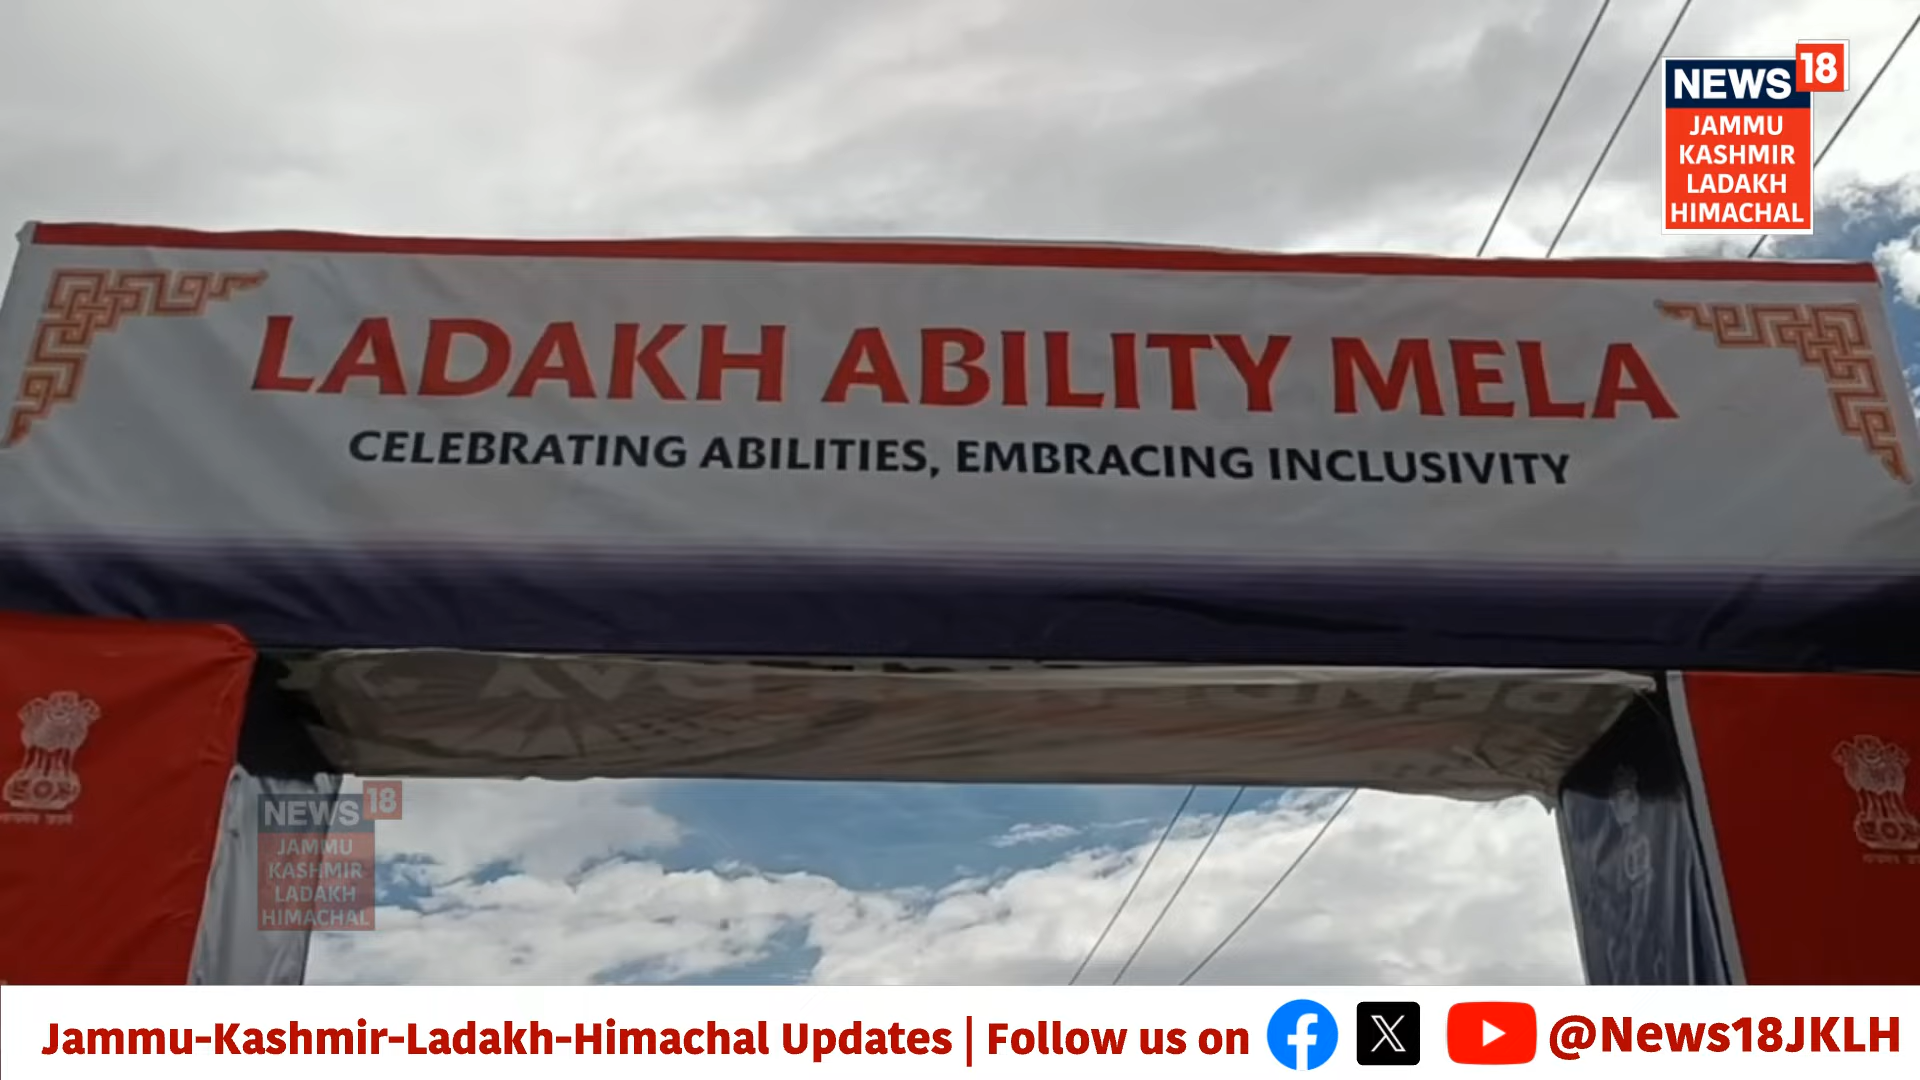 NEWS 18
JAMMU
KASHMIR
LADAKH
HIMACHAL
LADAKH ABILITY MELA
CELEBRATING ABILITIES, EMBRACING INCLUSIVITY
NEWS 18
JAMMU
KASHMIR
LADAKH
HIMACHAL
Jammu-Kashmir-Ladakh-Himachal Updates | Follow us on @News18JKLH